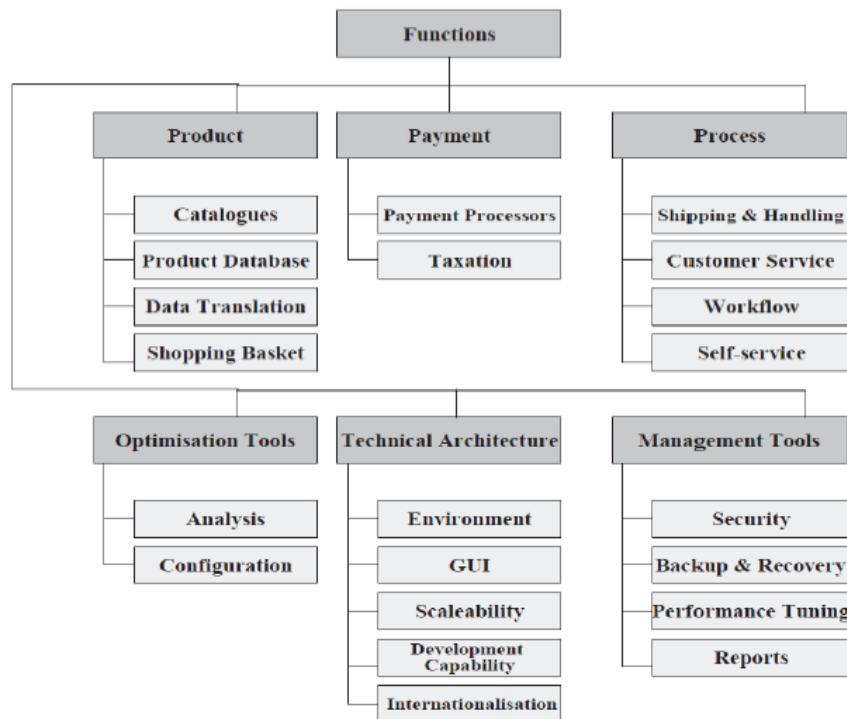 Functions
Product
Payment
Process
Catalogues
Payment Processors
Shipping & Handling
Product Database
Taxation
Customer Service
Data Translation
Workflow
Shopping Basket
Self-service
Optimisation Tools
Technical Architecture
Management Tools
Analysis
Environment
Security
Configuration
GUI
Backup & Recovery
Scaleability
Performance Tuning
Development
Capability
Reports
Internationalisation